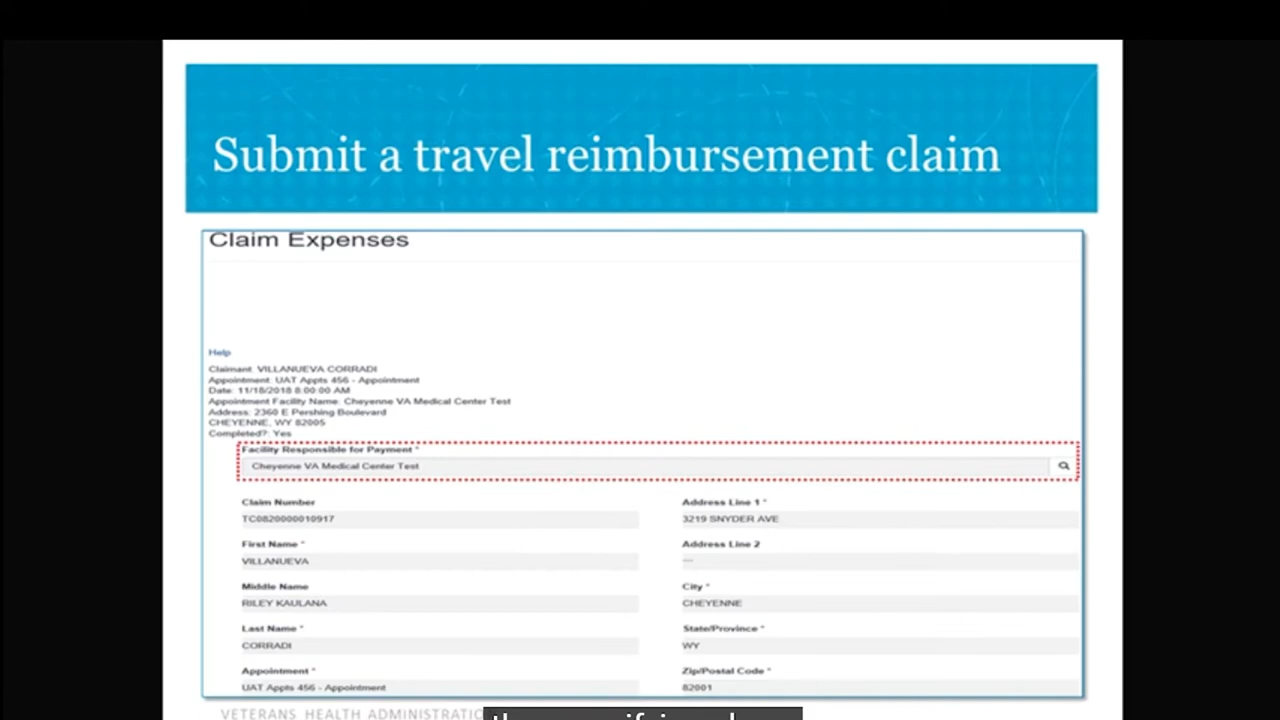 Submit a travel reimbursement claim
Claim Expenses
Help
Claimant: VILLANUEVA CORRADI
Appointment: UAT Appts 456 - Appointment
Date: 11/18/2018 8:00:00 AM
Appointment Facility Name: Cheyenne VA Medical Center Test
Address: 2360 E Pershing Boulevard
CHEYENNE, WY 82005
Completed?: Yes
Facility Responsible for Payment *
Cheyenne VA Medical Center Test
Claim Number
TC0820000010917
First Name *
VILLANUEVA
Middle Name
RILEY KAULANA
Last Name *
CORRADI
Appointment *
UAT Appts 456 - Appointment
Address Line 1 *
3219 SNYDER AVE
Address Line 2
—
City *
CHEYENNE
State/Province *
WY
Zip/Postal Code *
82001
VETERANS HEALTH ADMINISTRATIO